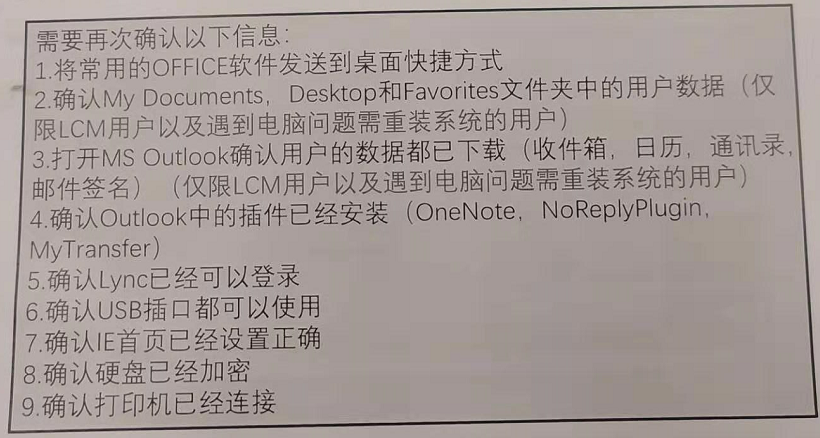 需要再次确认以下信息:
1.将常用的OFFICE软件发送到桌面快捷方式
2.确认My Documents，Desktop和Favorites文件夹中的用户数据（仅
限LCM用户以及遇到电脑问题需重装系统的用户）
3.打开MS Outlook确认用户的数据都已下载（收件箱，日历，通讯录,
邮件签名）（仅限LCM用户以及遇到电脑问题需重装系统的用户）
4.确认Outlook中的插件已经安装（OneNote，NoReplyPlugin，
MyTransfer）
5.确认Lync已经可以登录
6.确认USB插口都可以使用
7.确认IE首页已经设置正确
8.确认硬盘已经加密
9.确认打印机已经连接